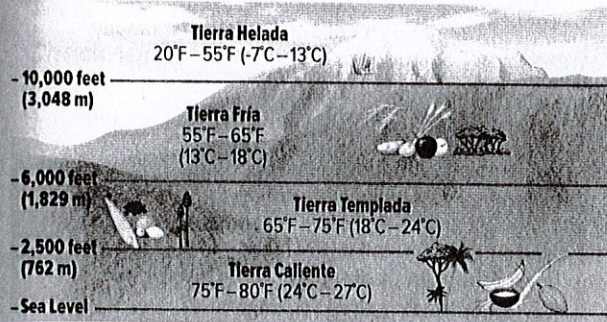 Tierra Helada
20°F–55°F (-7°C–13°C)
- 10,000 feet
(3,048 m)
Tierra Fría
55°F–65°F
(13°C–18°C)
- 6,000 feet
(1,829 m)
Tierra Templada
65°F–75°F (18°C–24°C)
- 2,500 feet
(762 m)
Tierra Caliente
75°F–80°F (24°C–27°C)
- Sea Level